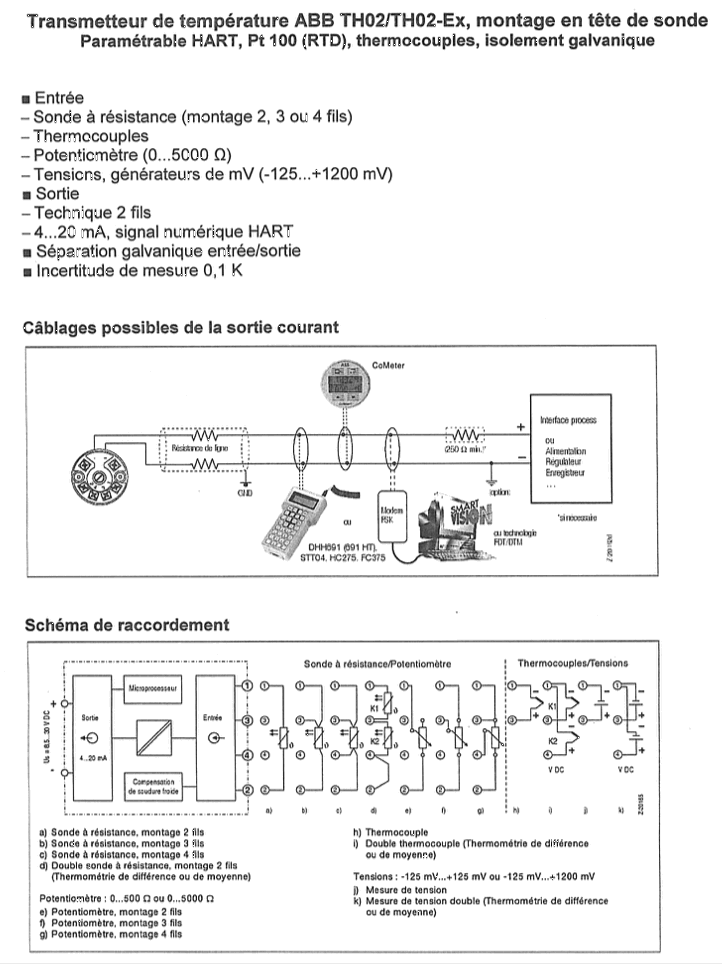 Transmetteur de température ABB TH02/TH02-Ex, montage en tête de sonde
Paramétrable HART, Pt 100 (RTD), thermocouples, isolement galvanique
■ Entrée
– Sonde à résistance (montage 2, 3 ou 4 fils)
– Thermocouples
– Potentiomètre (0...5000 Ω)
– Tensions, générateurs de mV (-125...+1200 mV)
■ Sortie
– Technique 2 fils
– 4...20 mA, signal numérique HART
■ Séparation galvanique entrée/sortie
■ Incertitude de mesure 0,1 K
Câblages possibles de la sortie courant
CoMeter
Résistance de ligne
GND
250 Ω min.*
+
–
Interface process
ou
Alimentation
Régulateur
Enregistreur
...
option:
*si nécessaire
ou
Modem
FSK
SMART
VISION
ou technologie
FDT/DTM
DHH691 (691 HT).
STT04. HC275. FC375
Schéma de raccordement
Sonde à résistance/Potentiomètre
Thermocouples/Tensions
Us = 8,5...30 V DC
+
-
Sortie
4...20 mA
Microprocesseur
Compensation
de soudure froide
Entrée
1
3
4
2
K1
K2
K1
K2
V DC
V DC
a)
b)
c)
d)
e)
f)
g)
h)
i)
j)
k)
a) Sonde à résistance, montage 2 fils
b) Sonde à résistance, montage 3 fils
c) Sonde à résistance, montage 4 fils
d) Double sonde à résistance, montage 2 fils
(Thermométrie de différence ou de moyenne)
Potentiomètre : 0...500 Ω ou 0...5000 Ω
e) Potentiomètre, montage 2 fils
f) Potentiomètre, montage 3 fils
g) Potentiomètre, montage 4 fils
h) Thermocouple
i) Double thermocouple (Thermométrie de différence
ou de moyenne)
Tensions : -125 mV...+125 mV ou -125 mV...+1200 mV
j) Mesure de tension
k) Mesure de tension double (Thermométrie de différence
ou de moyenne)